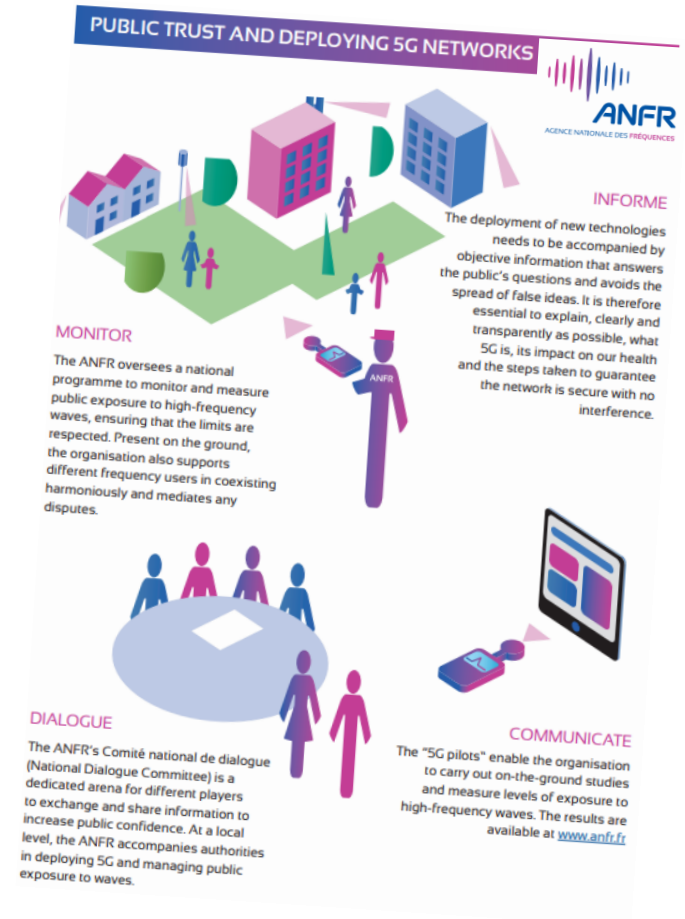 PUBLIC TRUST AND DEPLOYING 5G NETWORKS
ANFR
AGENCE NATIONALE DES FRÉQUENCES
INFORME
The deployment of new technologies
needs to be accompanied by
objective information that answers
the public's questions and avoids the
spread of false ideas. It is therefore
essential to explain, clearly and
transparently as possible, what
5G is, its impact on our health
and the steps taken to guarantee
the network is secure with no
interference.
MONITOR
The ANFR oversees a national
programme to monitor and measure
public exposure to high-frequency
waves, ensuring that the limits are
respected. Present on the ground,
the organisation also supports
different frequency users in coexisting
harmoniously and mediates any
disputes.
ANFR
DIALOGUE
The ANFR's Comité national de dialogue
(National Dialogue Committee) is a
dedicated arena for different players
to exchange and share information to
increase public confidence. At a local
level, the ANFR accompanies authorities
in deploying 5G and managing public
exposure to waves.
COMMUNICATE
The "5G pilots" enable the organisation
to carry out on-the-ground studies
and measure levels of exposure to
high-frequency waves. The results are
available at www.anfr.fr